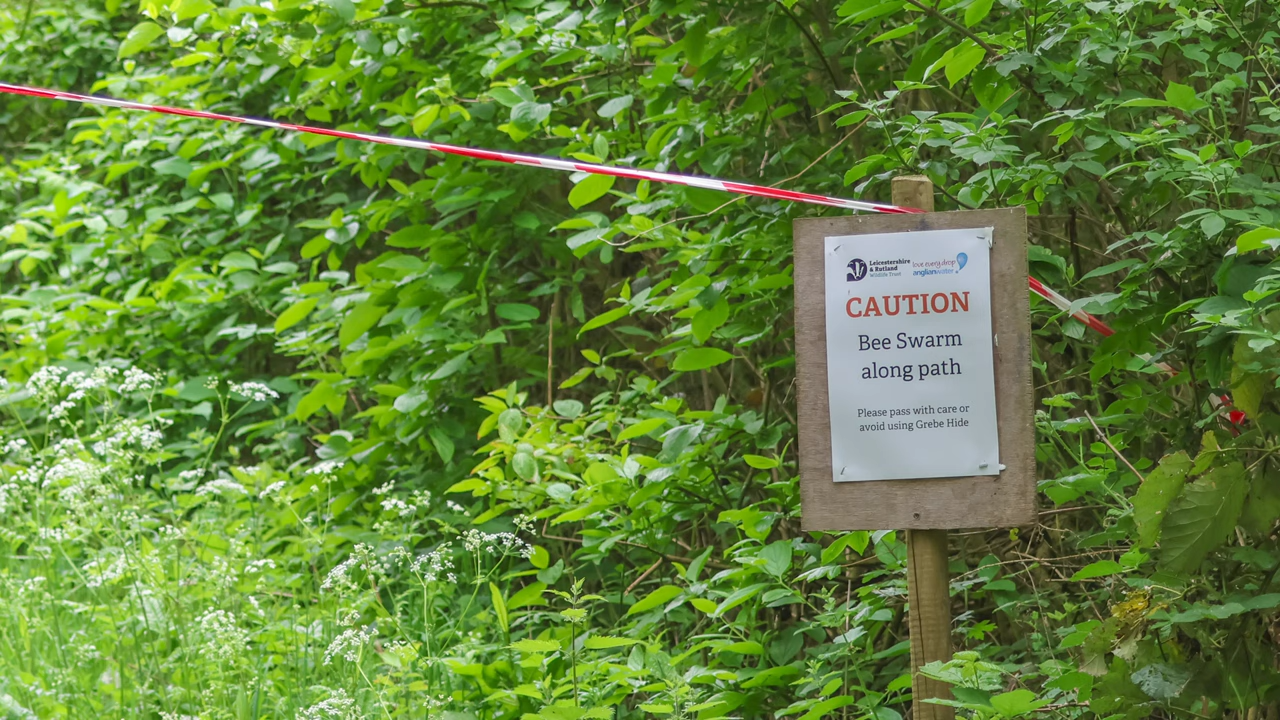 Leicestershire
& Rutland
Wildlife Trust
love every drop
anglianwater
CAUTION
Bee Swarm
along path
Please pass with care or
avoid using Grebe Hide